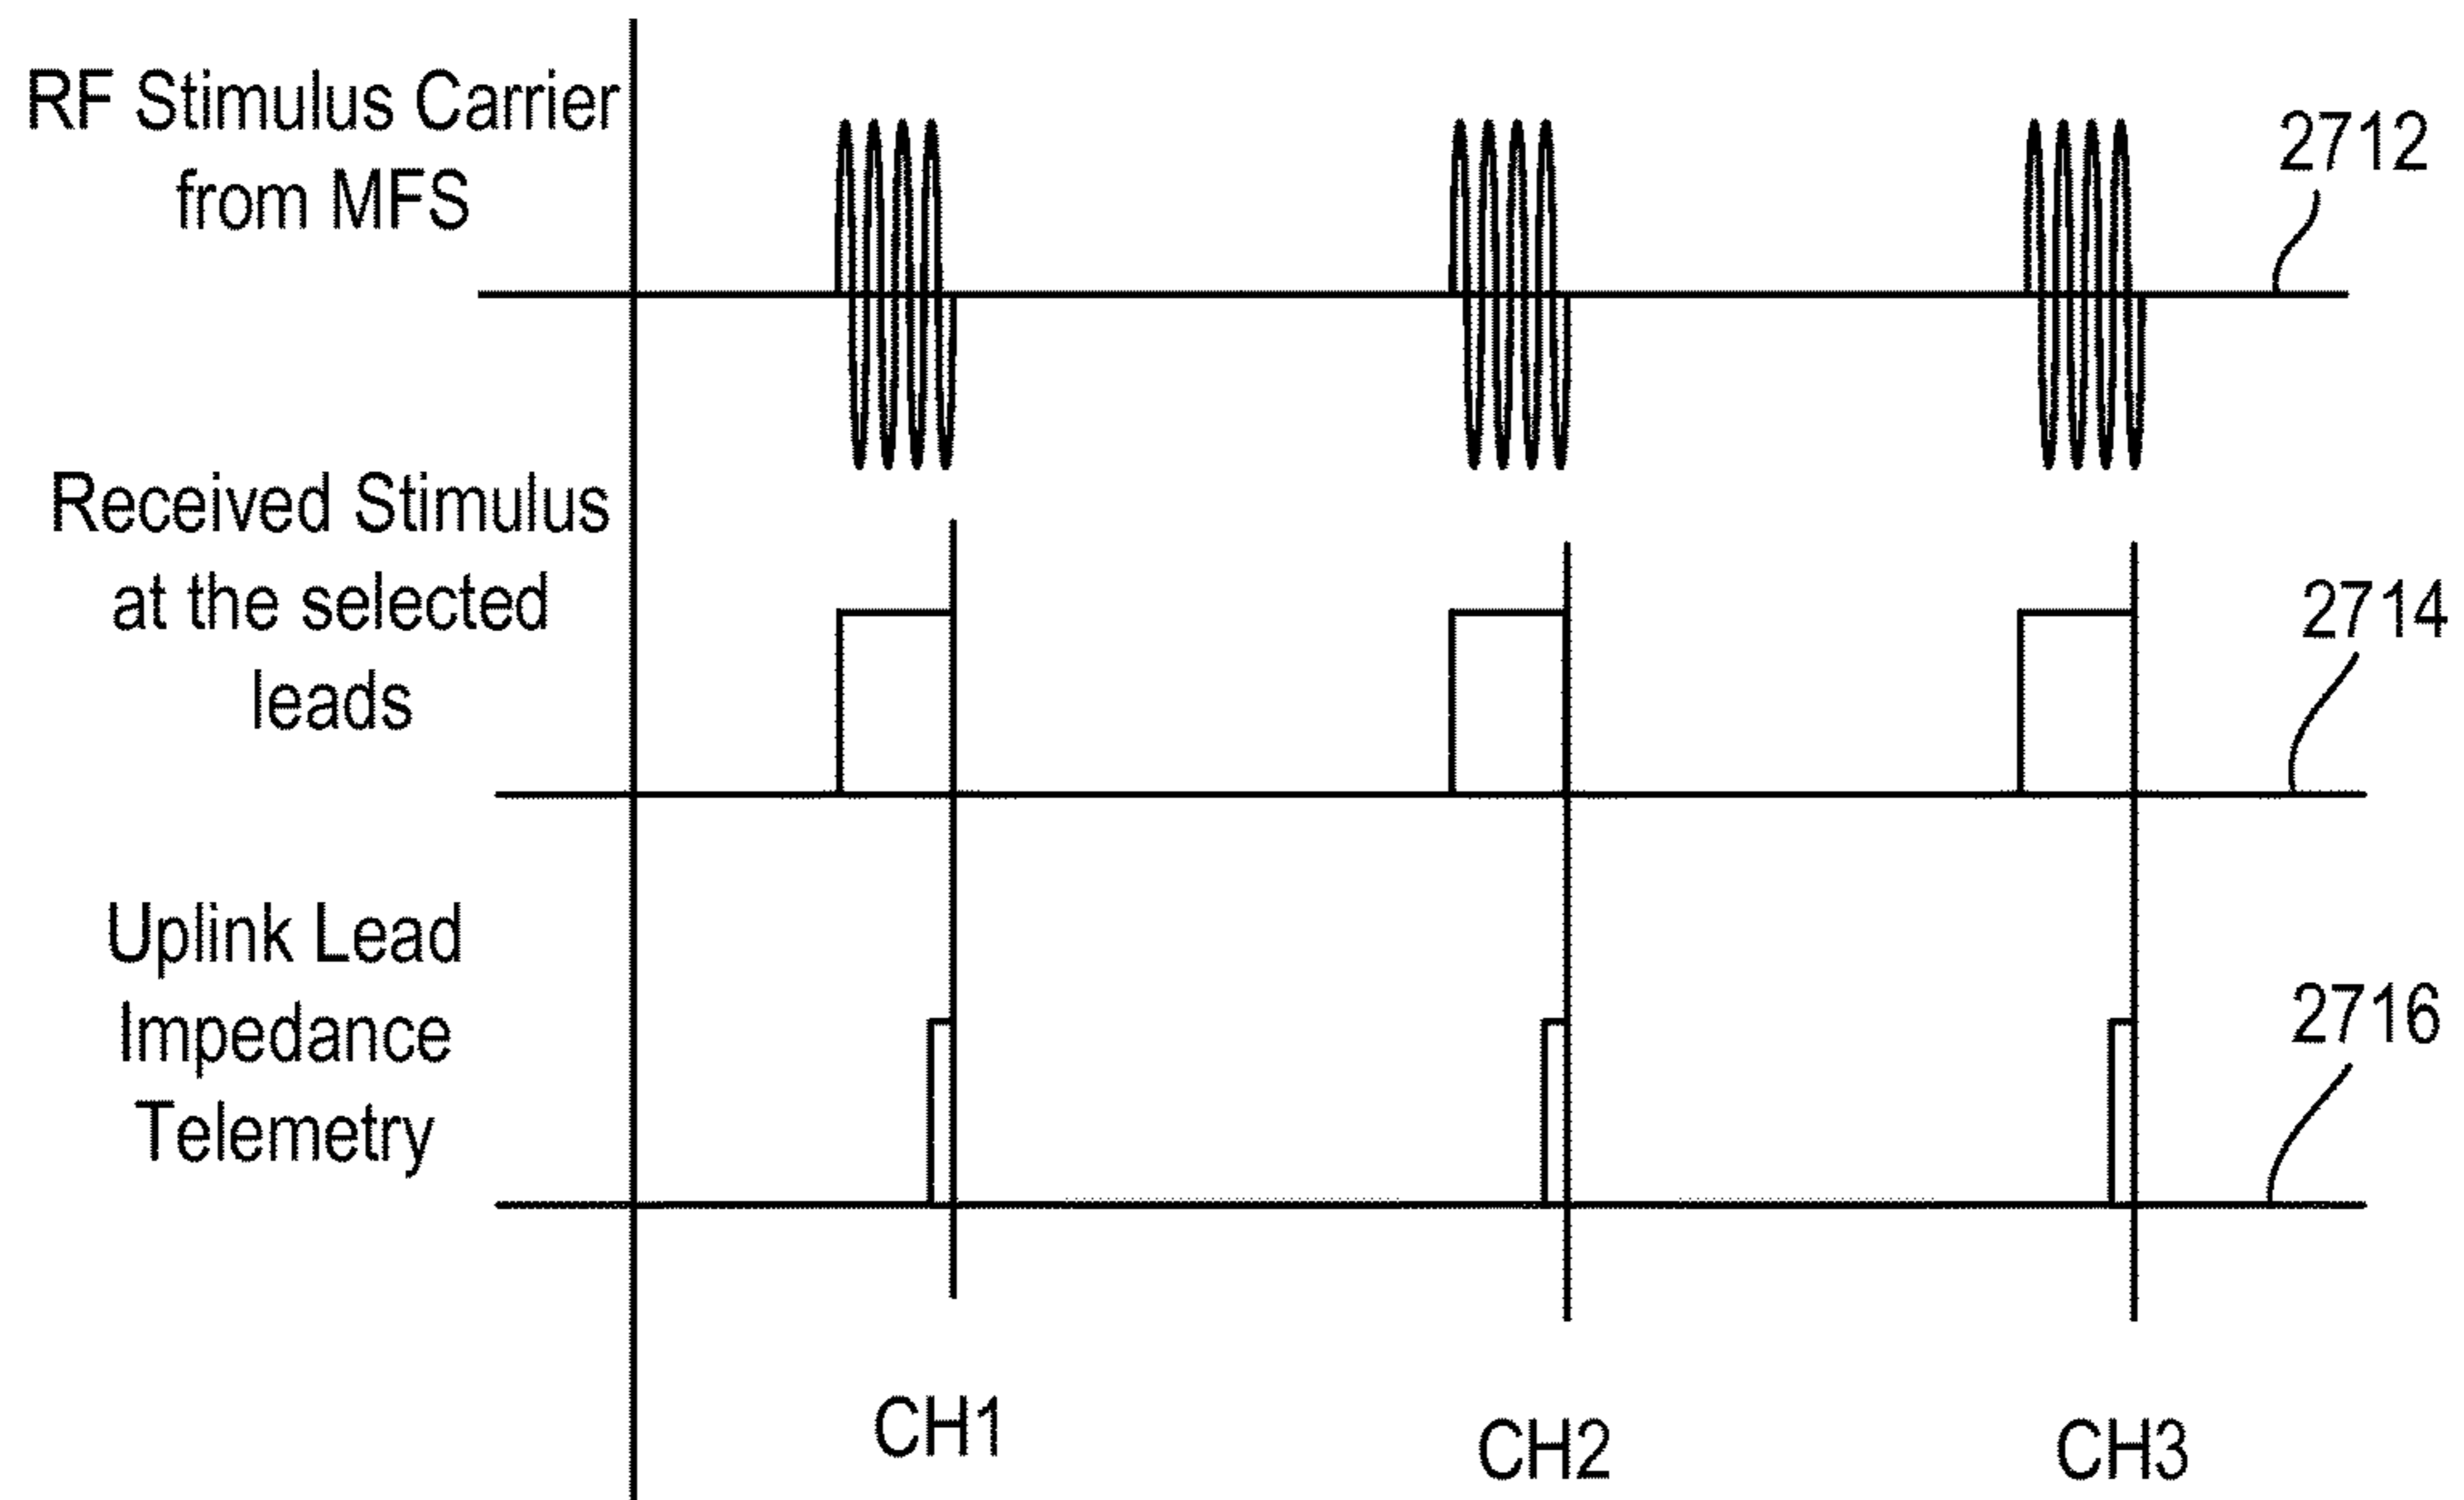 RF Stimulus Carrier
from MFS
2712
Received Stimulus
at the selected
leads
2714
Uplink Lead
Impedance
Telemetry
2716
CH1
CH2
CH3